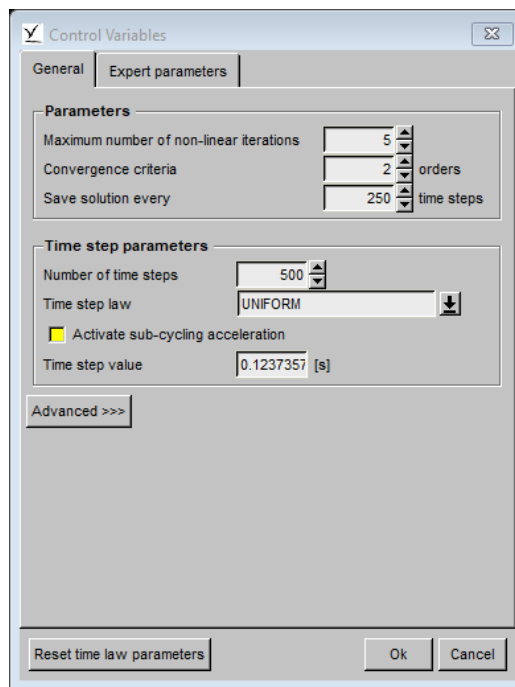 Control Variables
General Expert parameters
Parameters
Maximum number of non-linear iterations 5
Convergence criteria 2 orders
Save solution every 250 time steps
Time step parameters
Number of time steps 500
Time step law UNIFORM
Activate sub-cycling acceleration
Time step value 0.1237357 [s]
Advanced >>>
Reset time law parameters Ok Cancel